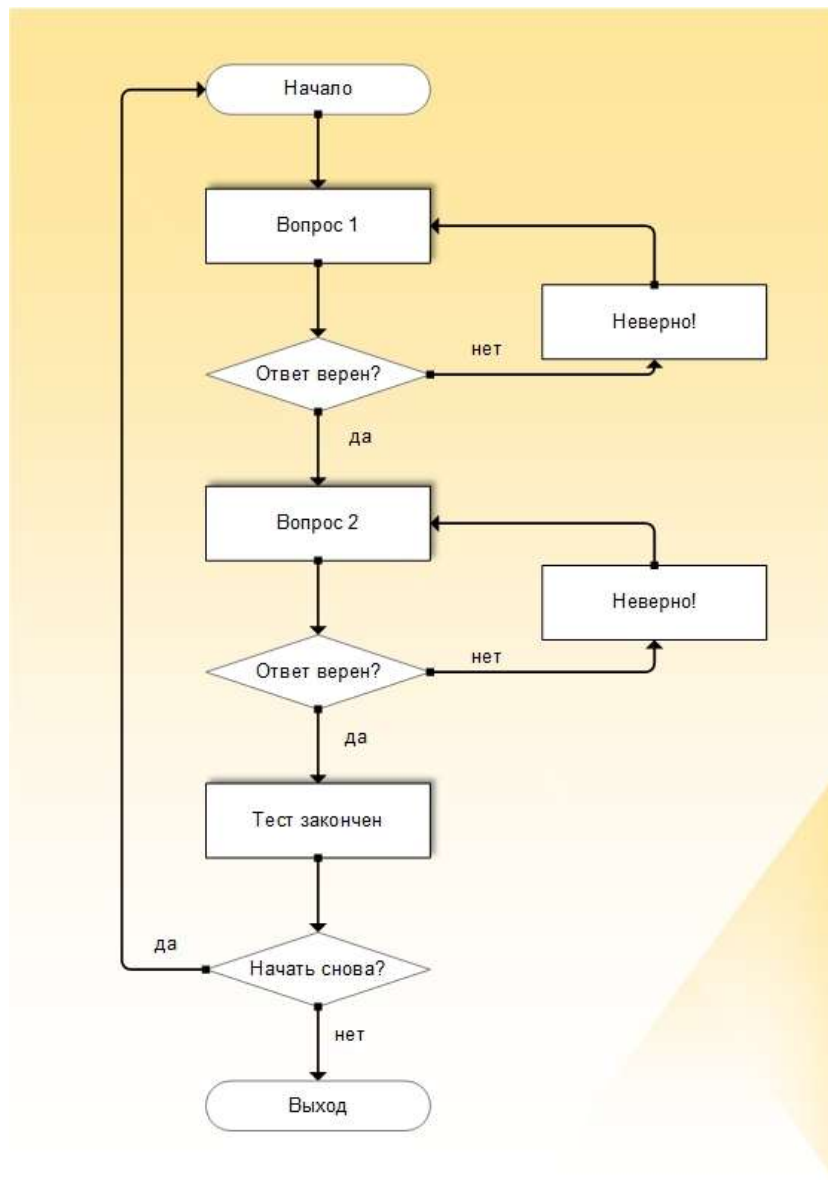 Начало
Вопрос 1
Неверно!
Ответ верен?
нет
да
Вопрос 2
Неверно!
Ответ верен?
нет
да
Тест закончен
да
Начать снова?
нет
Выход